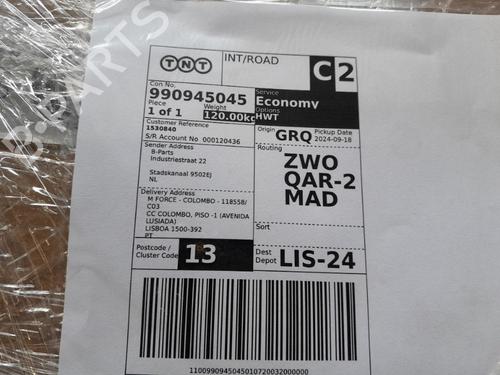 TNT
INT/ROAD
C 2
Con No.
990945045
Piece
Weight
1 of 1
120.00kg
Service
Economy
Options
HWT
Customer Reference
1530840
S/R Account No 000120436
Origin
GRQ
Pickup Date
2024-09-18
Sender Address
B-Parts
Industriestraat 22
Stadskanaal 9502EJ
NL
Routing
ZWO
QAR-2
MAD
Delivery Address
M FORCE - COLOMBO - 118558/
C03
CC COLOMBO, PISO -1 (AVENIDA
LUSIADA)
LISBOA 1500-392
PT
Sort
Postcode /
Cluster Code
13
Dest
Depot
LIS-24
1100990945045010720032000000
B-PARTS